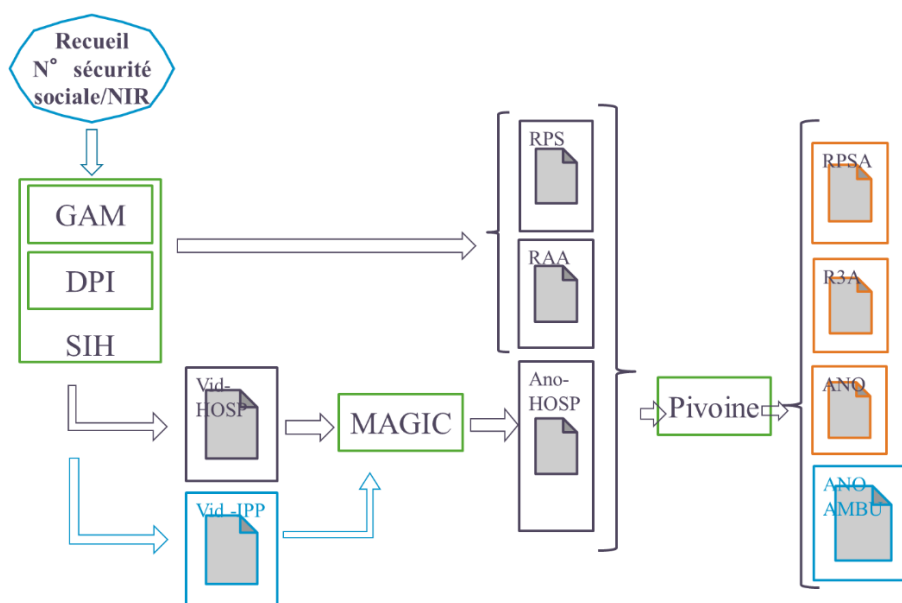 Recueil
N° sécurité
sociale/NIR
GAM
DPI
SIH
RPS
RAA
Vid-
HOSP
MAGIC
Ano-
HOSP
Vid -IPP
Pivoine
RPSA
R3A
ANO
ANO
AMBU